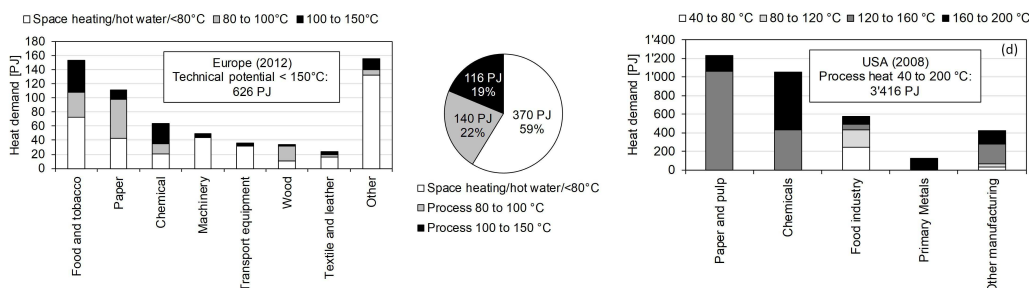 Space heating/hot water/<80°C 80 to 100°C 100 to 150°C
Heat demand [PJ]
180
160
140
120
100
80
60
40
20
0
Europe (2012)
Technical potential < 150°C:
626 PJ
Food and tobacco
Paper
Chemical
Machinery
Transport equipment
Wood
Textile and leather
Other
116 PJ
19%
140 PJ
22%
370 PJ
59%
Space heating/hot water/<80°C
Process 80 to 100 °C
Process 100 to 150 °C
40 to 80 °C 80 to 120°C 120 to 160°C 160 to 200 °C
Heat demand [PJ]
1'400
1'200
1'000
800
600
400
200
0
(d)
USA (2008)
Process heat 40 to 200 °C:
3'416 PJ
Paper and pulp
Chemicals
Food industry
Primary Metals
Other manufacturing